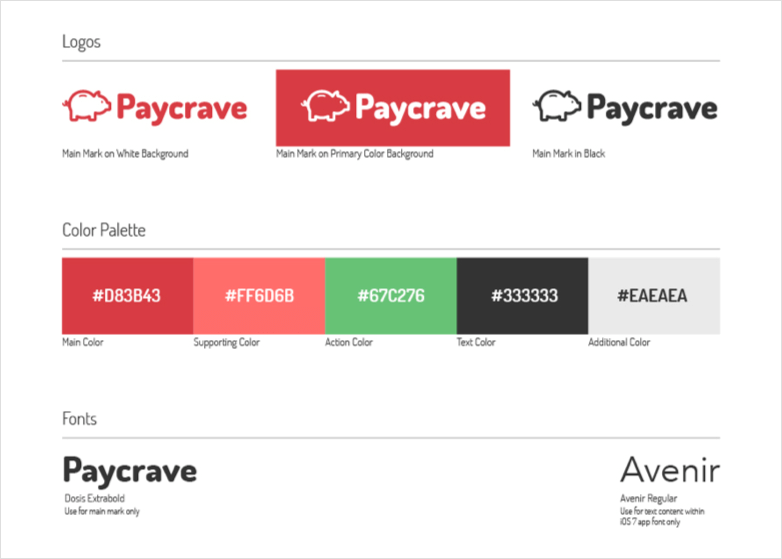 Logos
Paycrave
Paycrave
Paycrave
Main Mark on White Background
Main Mark on Primary Color Background
Main Mark in Black
Color Palette
#D83B43
#FF6D6B
#67C276
#333333
#EAEAEA
Main Color
Supporting Color
Action Color
Text Color
Additional Color
Fonts
Paycrave
Dosis Extrabold
Use for main mark only
Avenir
Avenir Regular
Use for text content within
iOS 7 app font only